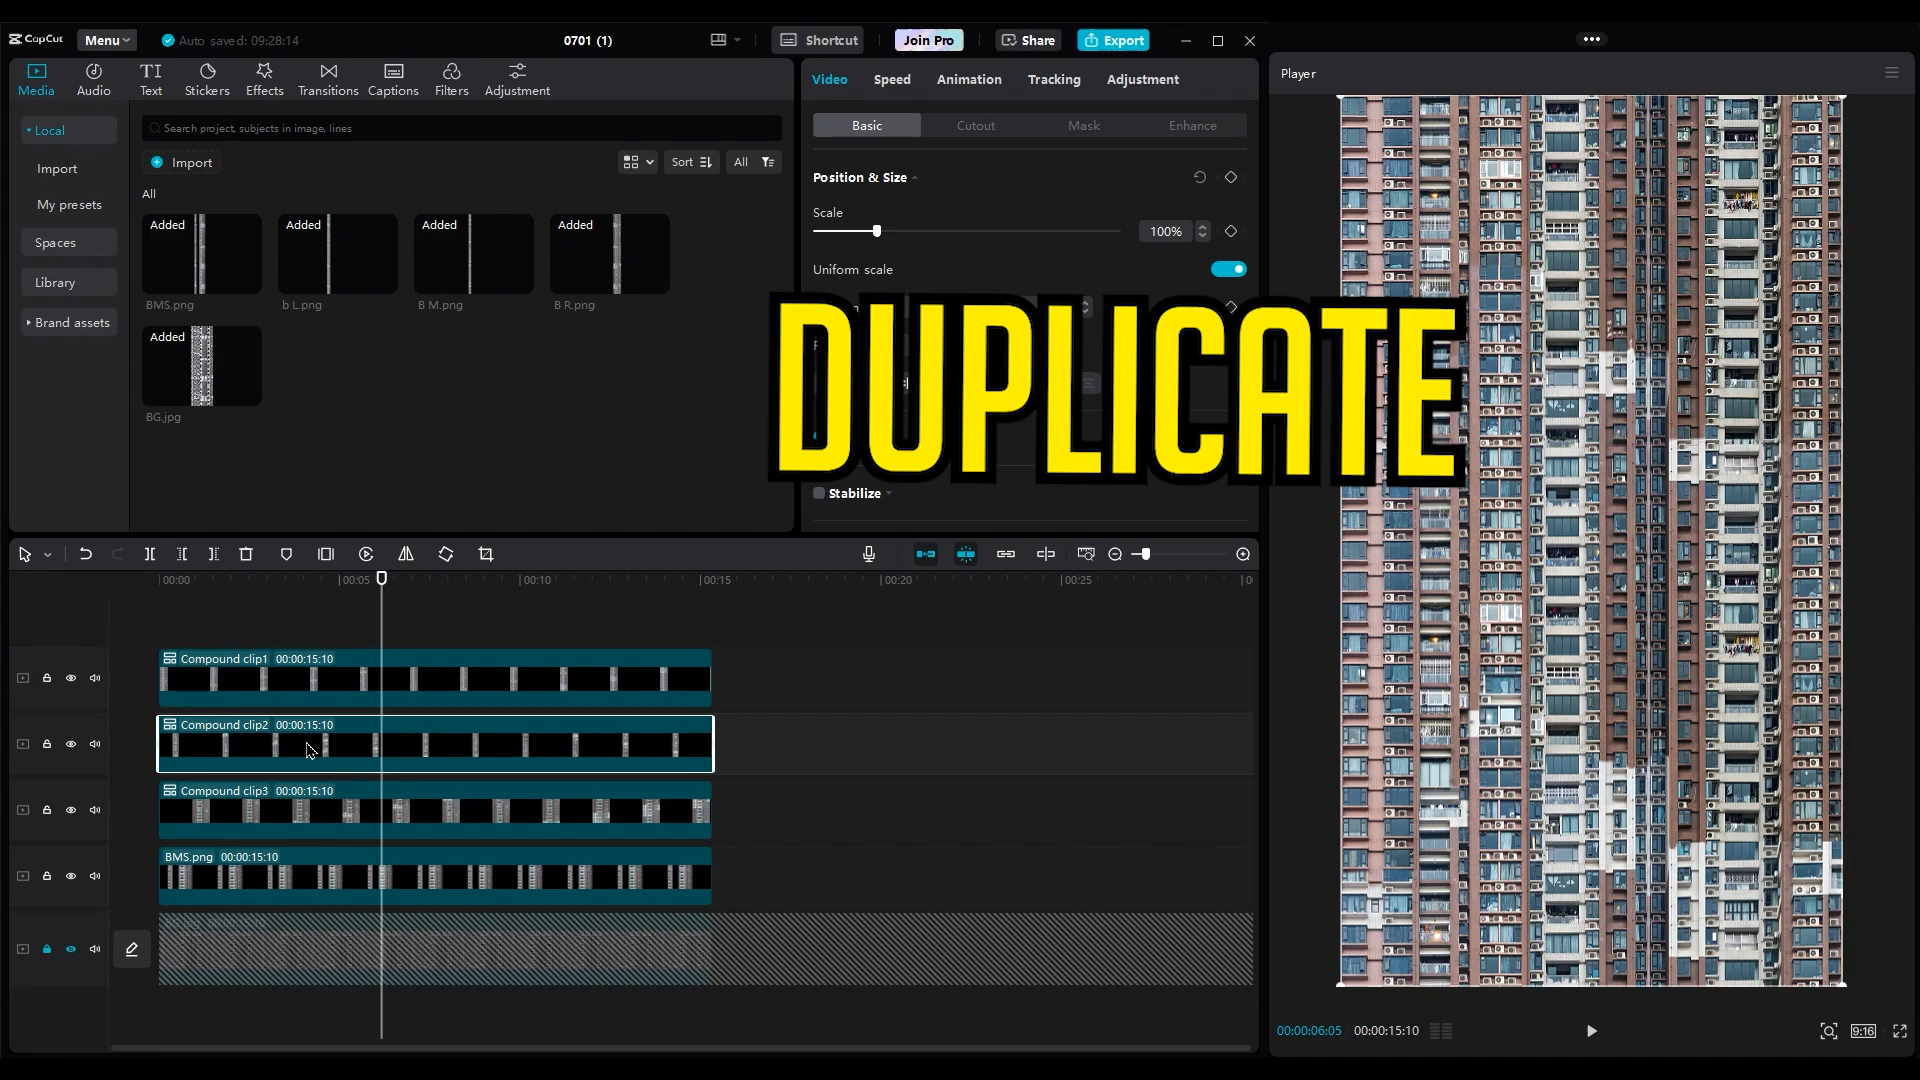 CapCut Menu Auto saved: 09:28:14 0701 (1) Shortcut Join Pro Share Export
Media Audio Text Stickers Effects Transitions Captions Filters Adjustment
Local
Import
My presets
Spaces
Library
Brand assets
Search project, subjects in image, lines
Import Sort All
All
Added Added Added Added
BMS.png b L.png B M.png B R.png
Added
BG.jpg
Video Speed Animation Tracking Adjustment
Basic Cutout Mask Enhance
Position & Size
Scale
100%
Uniform scale
DUPLICATE
Stabilize
Player
00:00 00:05 00:10 00:15 00:20 00:25
Compound clip1 00:00:15:10
Compound clip2 00:00:15:10
Compound clip3 00:00:15:10
BMS.png 00:00:15:10
BG.jpg 00:00:15:10
00:00:06:05 00:00:15:10 9:16